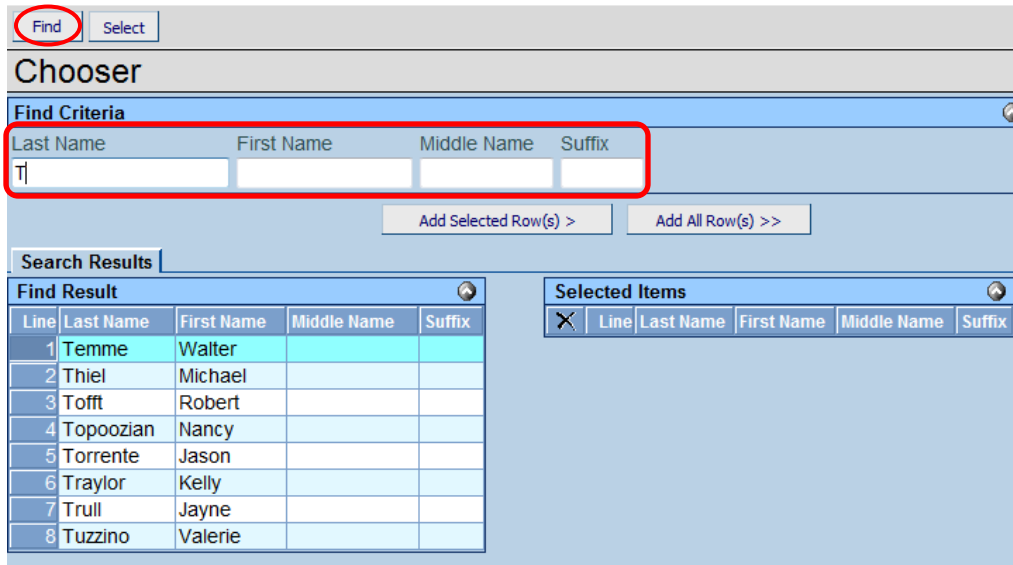 Find Select
Chooser
Find Criteria
Last Name First Name Middle Name Suffix
T
Add Selected Row(s) > Add All Row(s) >>
Search Results
Find Result
Line Last Name First Name Middle Name Suffix
1 Temme Walter
2 Thiel Michael
3 Tofft Robert
4 Topoozian Nancy
5 Torrente Jason
6 Traylor Kelly
7 Trull Jayne
8 Tuzzino Valerie
Selected Items
Line Last Name First Name Middle Name Suffix